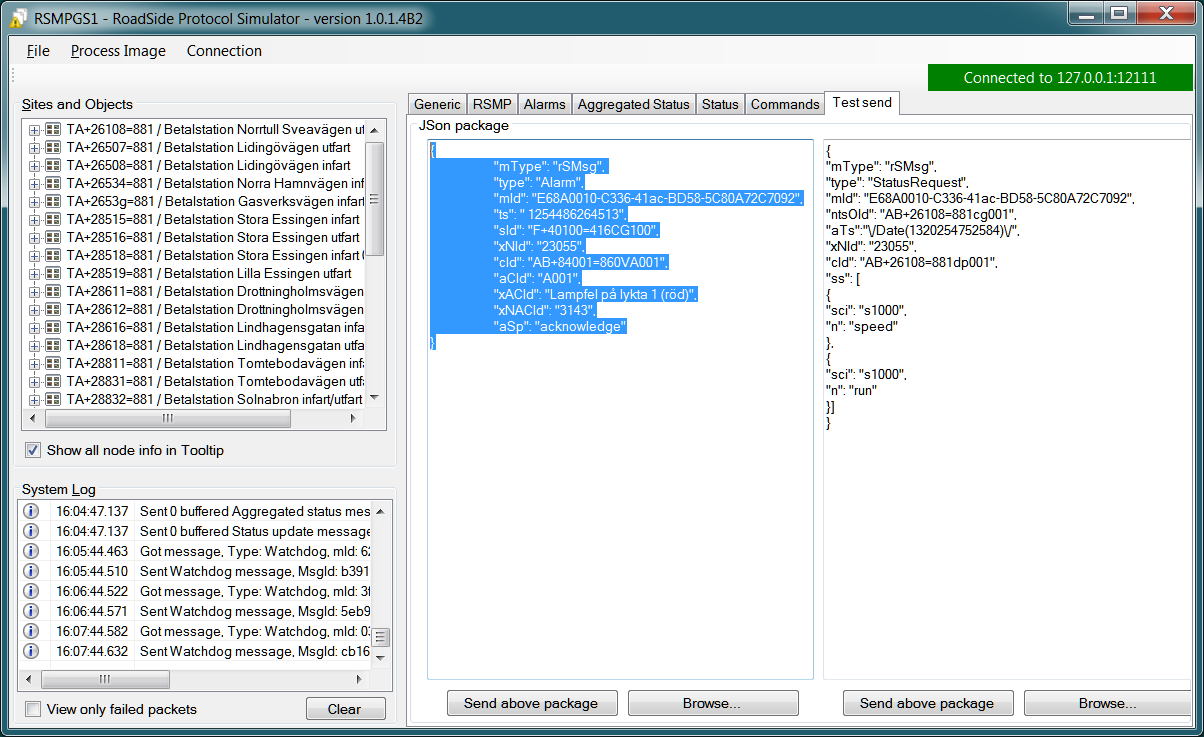 RSMPGS1 - RoadSide Protocol Simulator - version 1.0.1.4B2
File Process Image Connection
Connected to 127.0.0.1:12111
Sites and Objects
TA+26108=881 / Betalstation Norrtull Sveavägen ut
TA+26507=881 / Betalstation Lidingövägen utfart
TA+26508=881 / Betalstation Lidingövägen infart
TA+26534=881 / Betalstation Norra Hamnvägen inf
TA+2653g=881 / Betalstation Gasverksvägen infart
TA+28515=881 / Betalstation Stora Essingen infart
TA+28516=881 / Betalstation Stora Essingen utfart
TA+28518=881 / Betalstation Stora Essingen infart (
TA+28519=881 / Betalstation Lilla Essingen utfart
TA+28611=881 / Betalstation Drottningholmsvägen
TA+28612=881 / Betalstation Drottningholmsvägen
TA+28616=881 / Betalstation Lindhagensgatan infa
TA+28618=881 / Betalstation Lindhagensgatan utfa
TA+28811=881 / Betalstation Tomtebodavägen infa
TA+28831=881 / Betalstation Tomtebodavägen utfa
TA+28832=881 / Betalstation Solnabron infart/utfart
Show all node info in Tooltip
System Log
16:04:47.137 Sent 0 buffered Aggregated status mes
16:04:47.137 Sent 0 buffered Status update message
16:05:44.463 Got message, Type: Watchdog, mId: 62
16:05:44.510 Sent Watchdog message, MsgId: b391
16:06:44.522 Got message, Type: Watchdog, mId: 3f
16:06:44.571 Sent Watchdog message, MsgId: 5eb9
16:07:44.582 Got message, Type: Watchdog, mId: 03
16:07:44.632 Sent Watchdog message, MsgId: cb16
View only failed packets
Clear
Generic RSMP Alarms Aggregated Status Status Commands Test send
JSon package
{
"mType": "rSMsg",
"type": "Alarm",
"mId": "E68A0010-C336-41ac-BD58-5C80A72C7092",
"ts": " 1254486264513",
"sId": "F+40100=416CG100",
"xNId": "23055",
"cId": "AB+84001=860VA001",
"aCId": "A001",
"xACId": "Lampfel på lykta 1 (röd)",
"xNACId": "3143",
"aSp": "acknowledge"
}
{
"mType": "rSMsg",
"type": "StatusRequest",
"mId": "E68A0010-C336-41ac-BD58-5C80A72C7092",
"ntsOId": "AB+26108=881cg001",
"aTs":"\/Date(1320254752584)\/",
"xNId": "23055",
"cId": "AB+26108=881dp001",
"ss": [
{
"sci": "s1000",
"n": "speed"
},
{
"sci": "s1000",
"n": "run"
}]
}
Send above package Browse... Send above package Browse...